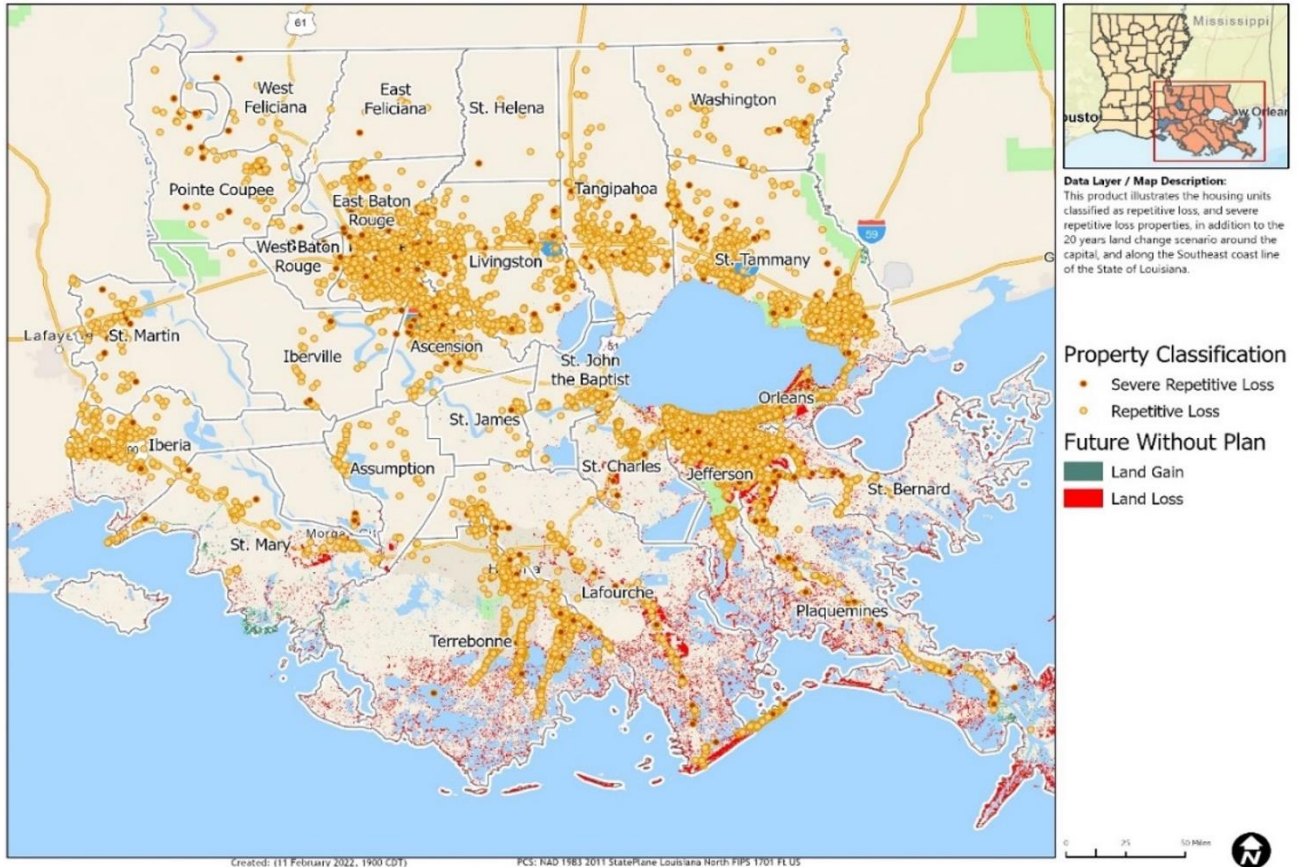 61
Mississippi
West
Feliciana
East
Feliciana
St. Helena
Washington
ousto
w Orlean
Data Layer / Map Description:
This product illustrates the housing units
classified as repetitive loss, and severe
repetitive loss properties, in addition to the
20 years land change scenario around the
capital, and along the Southeast coast line
of the State of Louisiana.
Pointe Coupee
Tangipahoa
East Baton
Rouge
59
West Baton
Rouge
Livingston
St. Tammany
G
Lafaye
St. Martin
Iberville
Ascension
51
St. John
the Baptist
Property Classification
Severe Repetitive Loss
Repetitive Loss
Future Without Plan
Land Gain
Land Loss
Orleans
St. James
90
Iberia
Assumption
St. Charles
Jefferson
St. Bernard
St. Mary
Lafourche
Plaquemines
Terrebonne
0 25 50 Miles
N
Created: (11 February 2022, 1900 CDT)
PCS: NAD 1983 2011 StatePlane Louisiana North FIPS 1701 Ft US